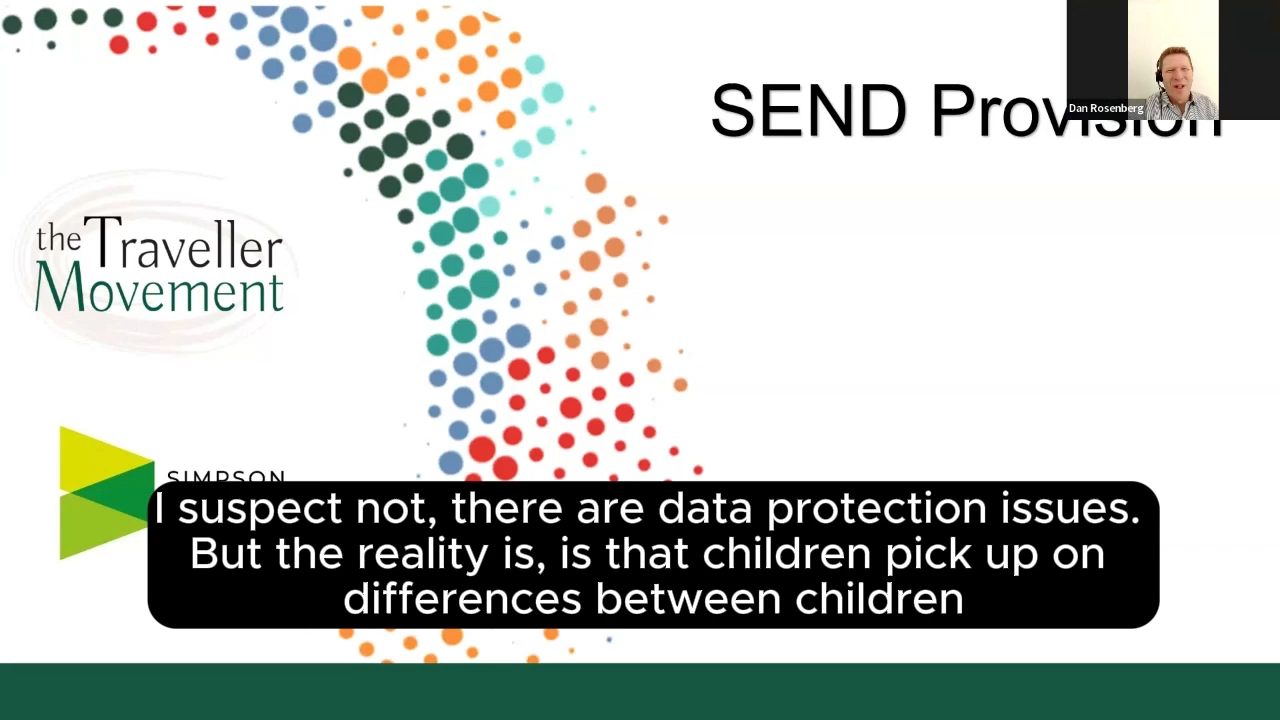 SEND Provision
Dan Rosenberg
the Traveller
Movement
SIMPSON
I suspect not, there are data protection issues.
But the reality is, is that children pick up on
differences between children